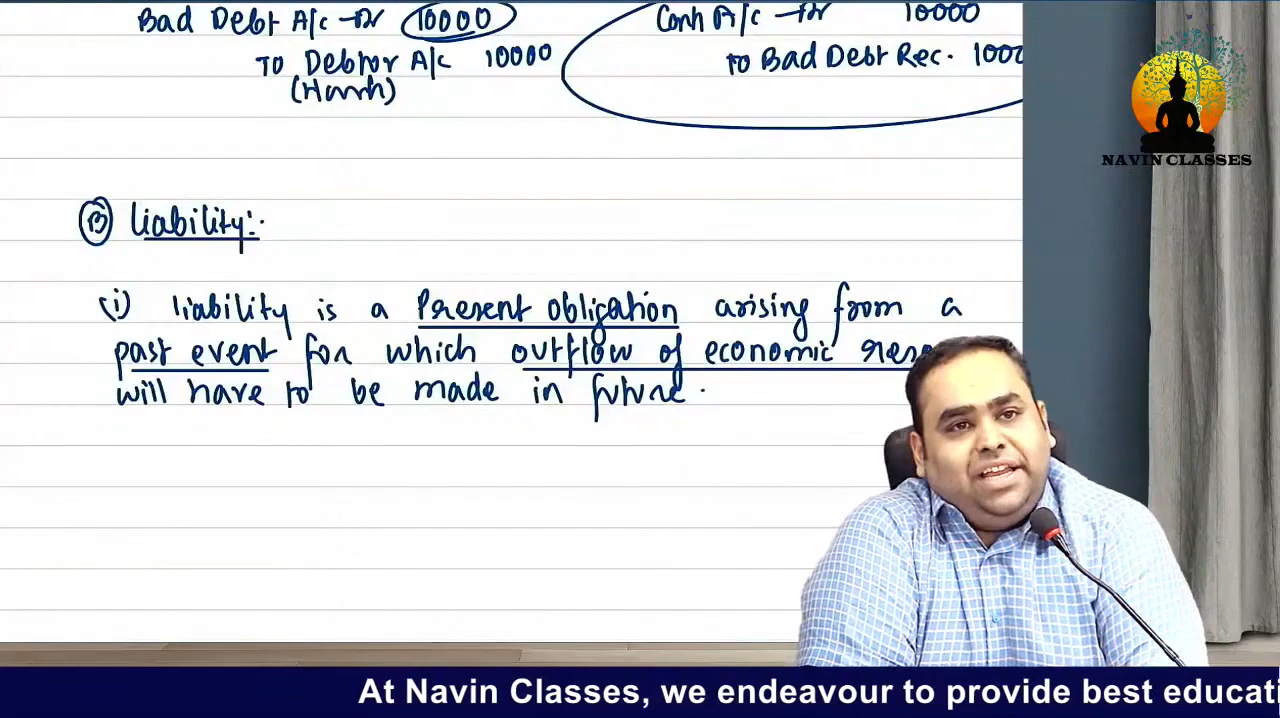 Bad Debt A/c Dr 10000
To Debtor A/c 10000
(Harsh)
Cash A/c Dr 10000
To Bad Debt Rec. 1000
NAVIN CLASSES
(B) Liability:-
(i) liability is a Present obligation arising from a
past event for which outflow of economic
will have to be made in future.
At Navin Classes, we endeavour to provide best educati